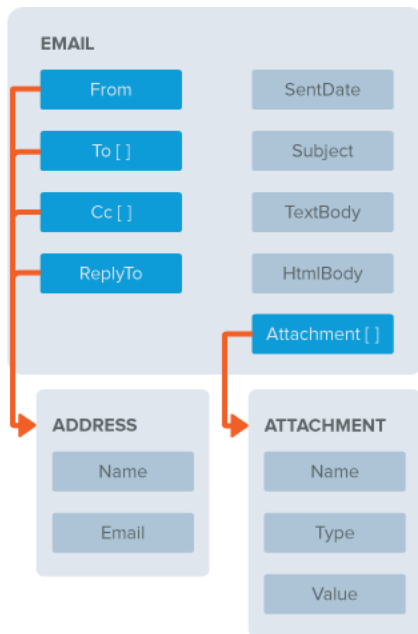 EMAIL
From
To [ ]
Cc [ ]
ReplyTo
SentDate
Subject
TextBody
HtmlBody
Attachment [ ]
ADDRESS
Name
Email
ATTACHMENT
Name
Type
Value